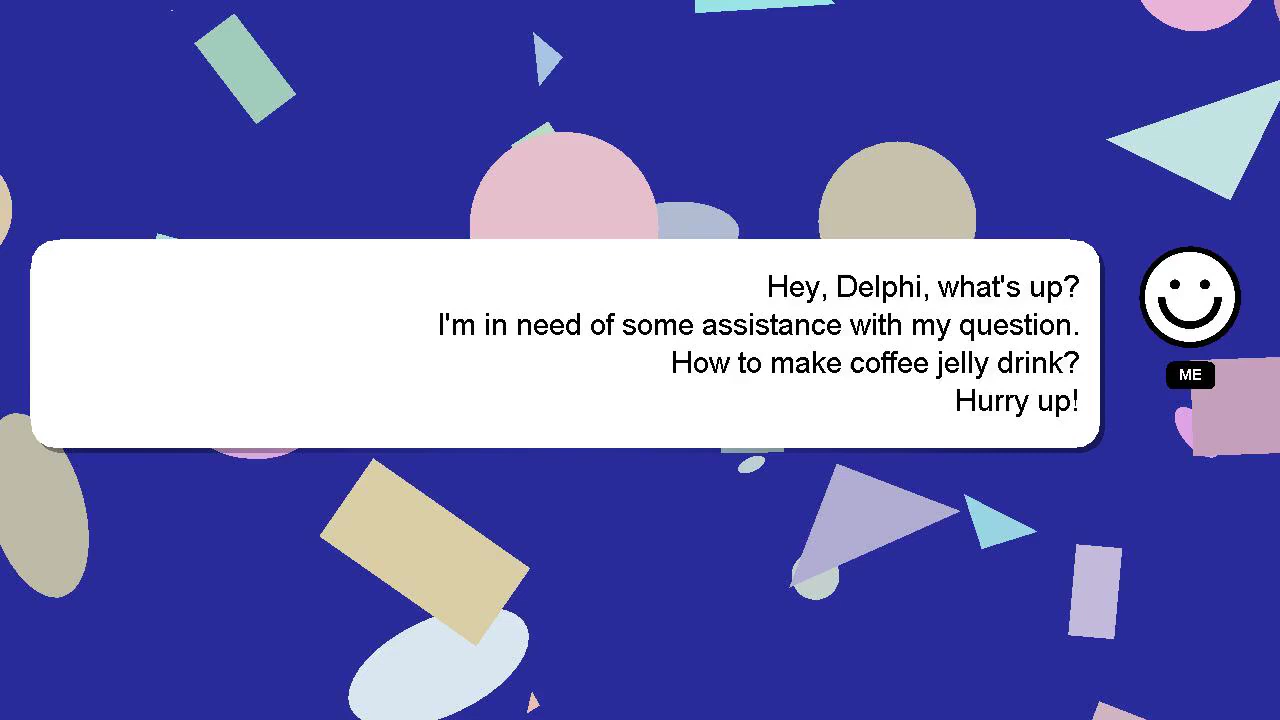 Hey, Delphi, what's up?
I'm in need of some assistance with my question.
How to make coffee jelly drink?
Hurry up!
ME